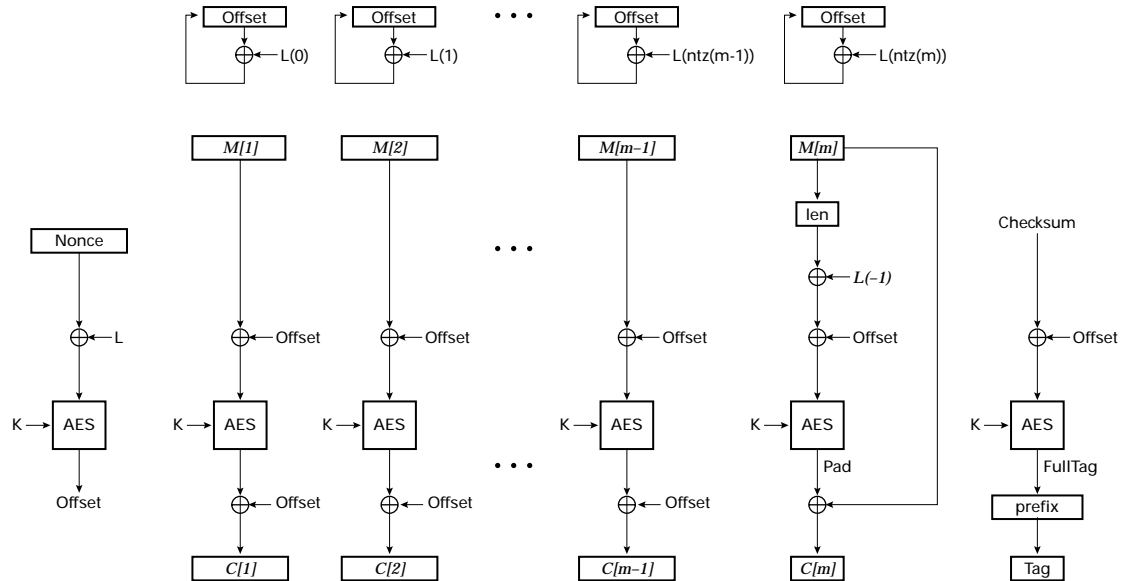 Offset Offset • • • Offset Offset
L(0) L(1) L(ntz(m-1)) L(ntz(m))
M[1] M[2] M[m−1] M[m]
len
Nonce • • • Checksum
L(−1)
L Offset Offset Offset Offset Offset
K AES K AES K AES K AES K AES K AES
• • • Pad FullTag
Offset Offset Offset Offset prefix
C[1] C[2] C[m−1] C[m] Tag